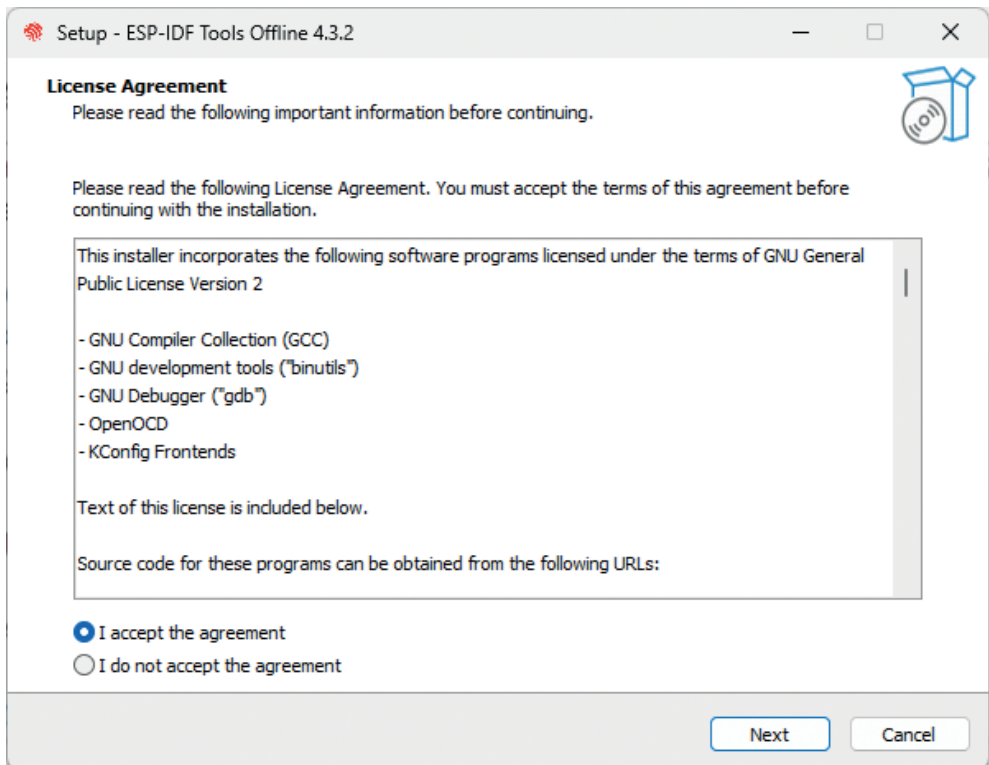 Setup - ESP-IDF Tools Offline 4.3.2
License Agreement
Please read the following important information before continuing.
Please read the following License Agreement. You must accept the terms of this agreement before
continuing with the installation.
This installer incorporates the following software programs licensed under the terms of GNU General
Public License Version 2
- GNU Compiler Collection (GCC)
- GNU development tools ("binutils")
- GNU Debugger ("gdb")
- OpenOCD
- KConfig Frontends
Text of this license is included below.
Source code for these programs can be obtained from the following URLs:
I accept the agreement
I do not accept the agreement
Next
Cancel